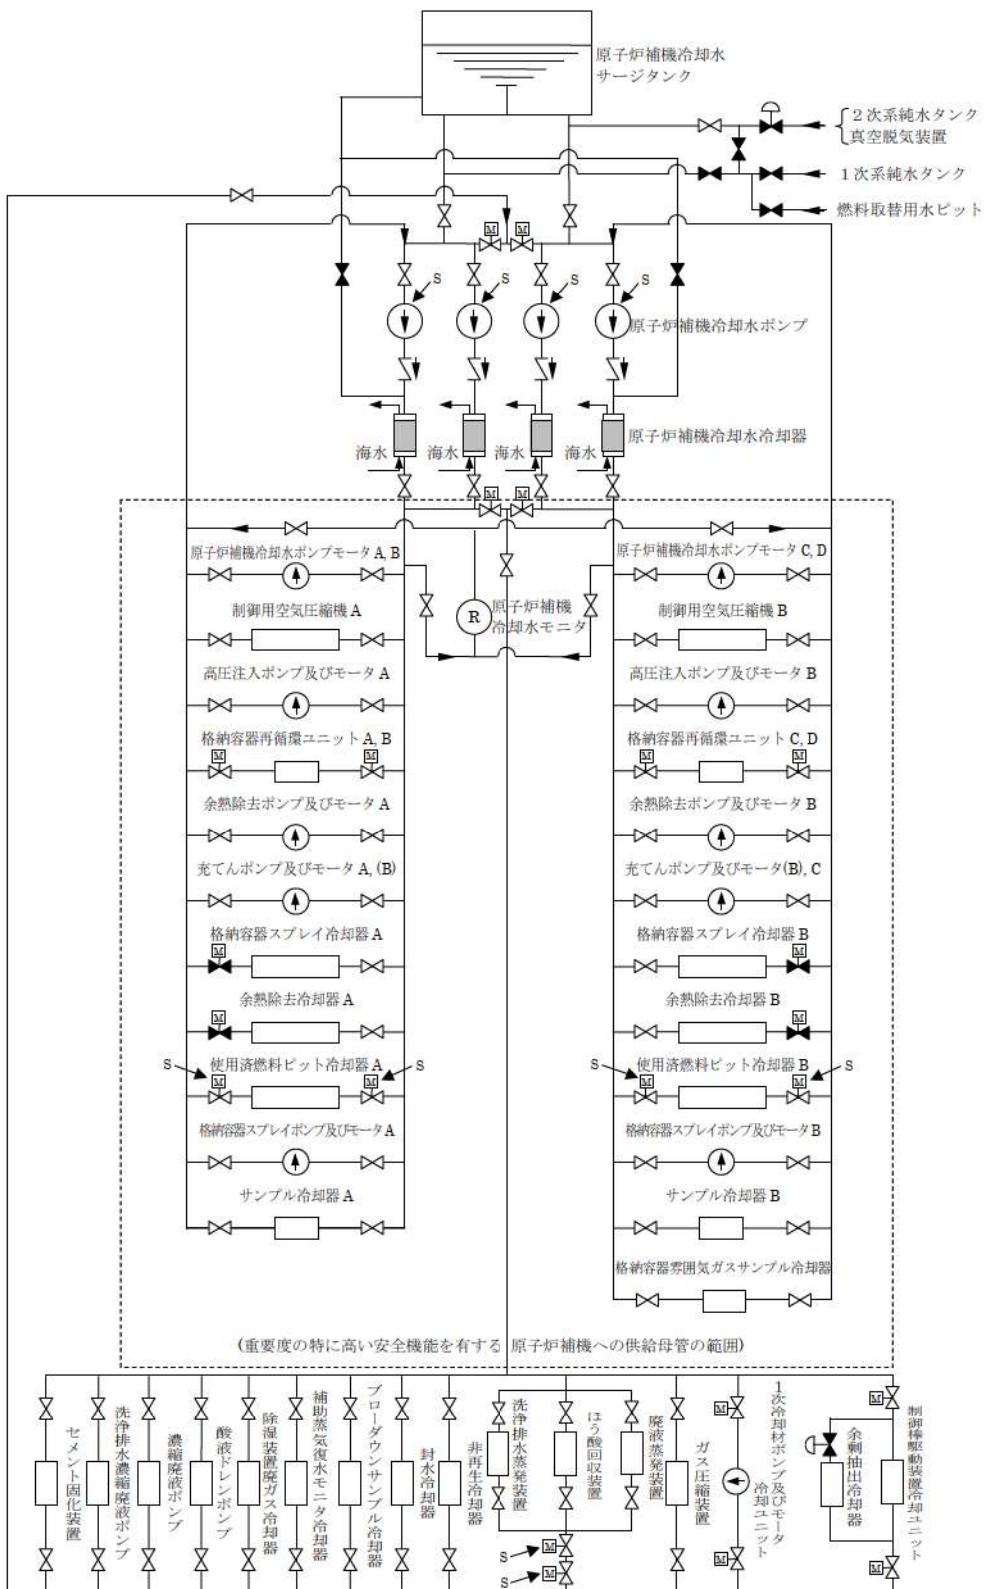 原子炉補機冷却水
サージタンク
２次系純水タンク
真空脱気装置
１次系純水タンク
燃料取替用水ピット
M
M
S
S
S
S
原子炉補機冷却水ポンプ
原子炉補機冷却水冷却器
海水
海水
海水
海水
M
M
原子炉補機冷却水ポンプモータ A, B
原子炉補機冷却水ポンプモータ C, D
制御用空気圧縮機 A
R
原子炉補機
冷却水モニタ
制御用空気圧縮機 B
高圧注入ポンプ及びモータ A
高圧注入ポンプ及びモータ B
格納容器再循環ユニット A, B
M
M
格納容器再循環ユニット C, D
M
M
余熱除去ポンプ及びモータ A
余熱除去ポンプ及びモータ B
充てんポンプ及びモータ A, (B)
充てんポンプ及びモータ(B), C
格納容器スプレイ冷却器 A
M
格納容器スプレイ冷却器 B
M
余熱除去冷却器 A
M
余熱除去冷却器 B
M
S
使用済燃料ピット冷却器 A
S
M
M
S
使用済燃料ピット冷却器 B
S
M
M
格納容器スプレイポンプ及びモータA
格納容器スプレイポンプ及びモータB
サンプル冷却器 A
サンプル冷却器 B
格納容器雰囲気ガスサンプル冷却器
(重要度の特に高い安全機能を有する 原子炉補機への供給母管の範囲)
セメント固化装置
洗浄排水濃縮廃液ポンプ
濃縮廃液ポンプ
酸液ドレンポンプ
除湿装置廃ガス冷却器
補助蒸気復水モニタ冷却器
ブローダウンサンプル冷却器
封水冷却器
非再生冷却器
洗浄排水蒸発装置
ほう酸回収装置
廃液蒸発装置
S
M
S
M
ガス圧縮装置
M
M
１次冷却材ポンプ及びモータ
冷却ユニット
余剰抽出冷却器
M
M
制御棒駆動装置冷却ユニット